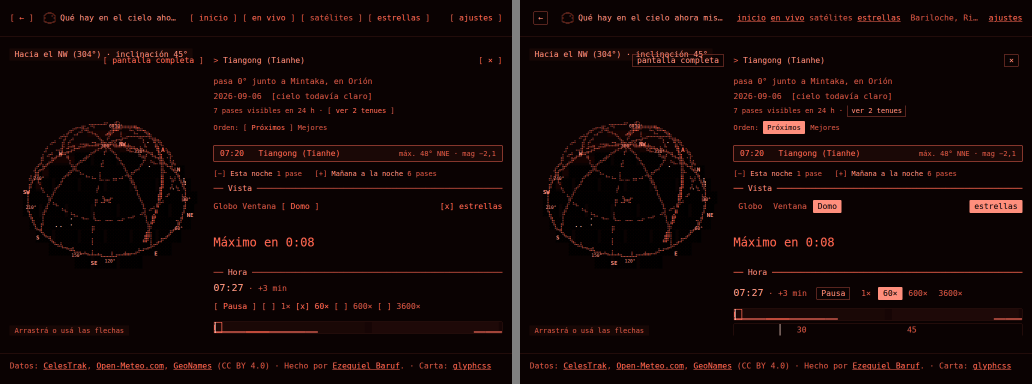 [ ← ] Qué hay en el cielo aho… [ inicio ] [ en vivo ] [ satélites ] [ estrellas ] [ ajustes ]
Hacia el NW (304°) · inclinación 45°
[ pantalla completa ]
> Tiangong (Tianhe) [ × ]
pasa 0° junto a Mintaka, en Orión
2026-09-06 [cielo todavía claro]
7 pases visibles en 24 h · [ ver 2 tenues ]
Orden: [ Próximos ] Mejores
07:20 Tiangong (Tianhe) máx. 48° NNE · mag −2,1
[−] Esta noche 1 pase [+] Mañana a la noche 6 pases
Vista
Globo Ventana [ Domo ] [x] estrellas
Máximo en 0:08
Hora
07:27 · +3 min
[ Pausa ] [ ] 1× [x] 60× [ ] 600× [ ] 3600×
NW
N
W
SW
NE
S
E
SE
120°
Arrastrá o usá las flechas
Datos: CelesTrak, Open-Meteo.com, GeoNames (CC BY 4.0) · Hecho por Ezequiel Baruf. · Carta: glyphcss
← Qué hay en el cielo ahora mis… inicio en vivo satélites estrellas Bariloche, Rí… ajustes
Hacia el NW (304°) · inclinación 45°
pantalla completa
> Tiangong (Tianhe) ×
pasa 0° junto a Mintaka, en Orión
2026-09-06 [cielo todavía claro]
7 pases visibles en 24 h · ver 2 tenues
Orden: Próximos Mejores
07:20 Tiangong (Tianhe) máx. 48° NNE · mag −2,1
[−] Esta noche 1 pase [+] Mañana a la noche 6 pases
Vista
Globo Ventana Domo estrellas
Máximo en 0:08
Hora
07:27 · +3 min Pausa 1× 60× 600× 3600×
30 45
NW
N
W
SW
NE
S
E
SE
120°
Arrastrá o usá las flechas
Datos: CelesTrak, Open-Meteo.com, GeoNames (CC BY 4.0) · Hecho por Ezequiel Baruf. · Carta: glyphcss